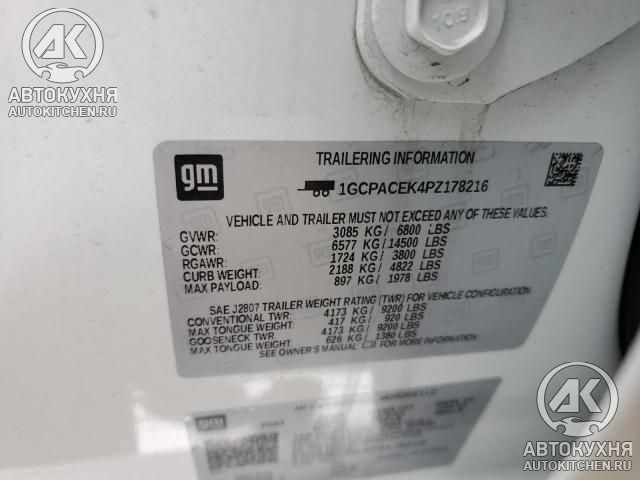 10.9
АК
АВТОКУХНЯ
AUTOKITCHEN.RU
gm
TRAILERING INFORMATION
1GCPACEK4PZ178216
VEHICLE AND TRAILER MUST NOT EXCEED ANY OF THESE VALUES.
GVWR: 3085 KG/ 6800 LBS
GCWR: 6577 KG/14500 LBS
RGAWR: 1724 KG/ 3800 LBS
CURB WEIGHT: 2188 KG/ 4822 LBS
MAX PAYLOAD: 897 KG/ 1978 LBS
SAE J2807 TRAILER WEIGHT RATING (TWR) FOR VEHICLE CONFIGURATION.
CONVENTIONAL TWR: 4173 KG/ 9200 LBS
MAX TONGUE WEIGHT: 417 KG/ 920 LBS
GOOSENECK TWR: 4173 KG/ 9200 LBS
MAX TONGUE WEIGHT: 626 KG/ 1380 LBS
SEE OWNER'S MANUAL FOR MORE INFORMATION
gm
АК
АВТОКУХНЯ
AUTOKITCHEN.RU